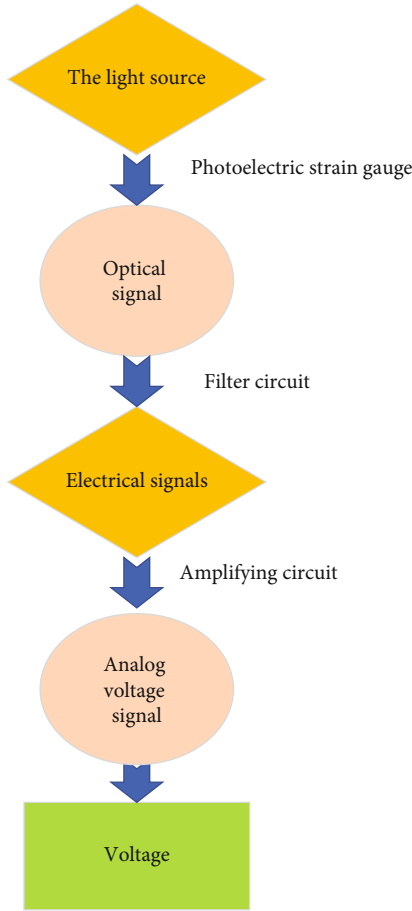 The light source
Photoelectric strain gauge
Optical
signal
Filter circuit
Electrical signals
Amplifying circuit
Analog
voltage
signal
Voltage